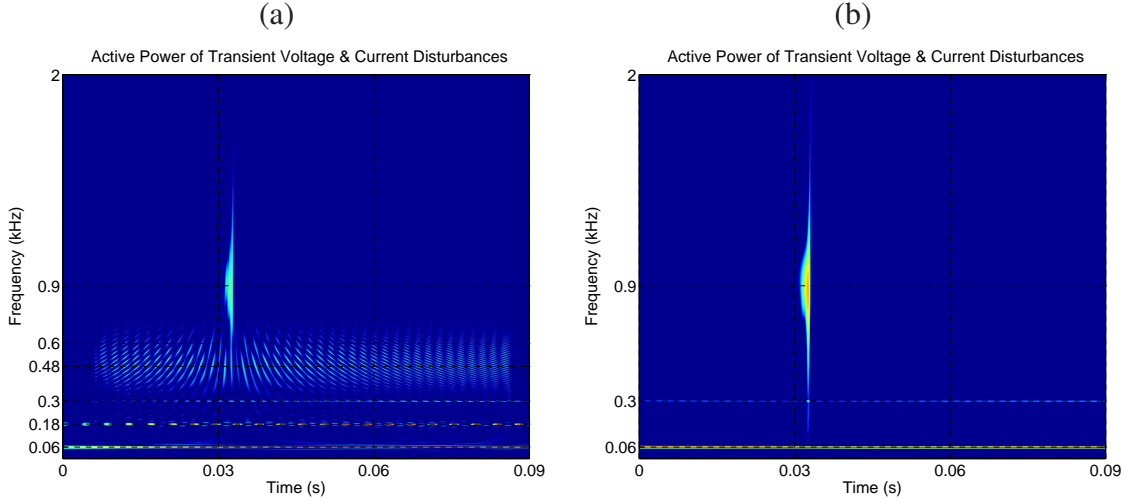 (a)
Active Power of Transient Voltage & Current Disturbances
Frequency (kHz)
2
0.9
0.6
0.48
0.3
0.18
0.06
0 0.03 0.06 0.09
Time (s)
(b)
Active Power of Transient Voltage & Current Disturbances
Frequency (kHz)
2
0.9
0.3
0.06
0 0.03 0.06 0.09
Time (s)